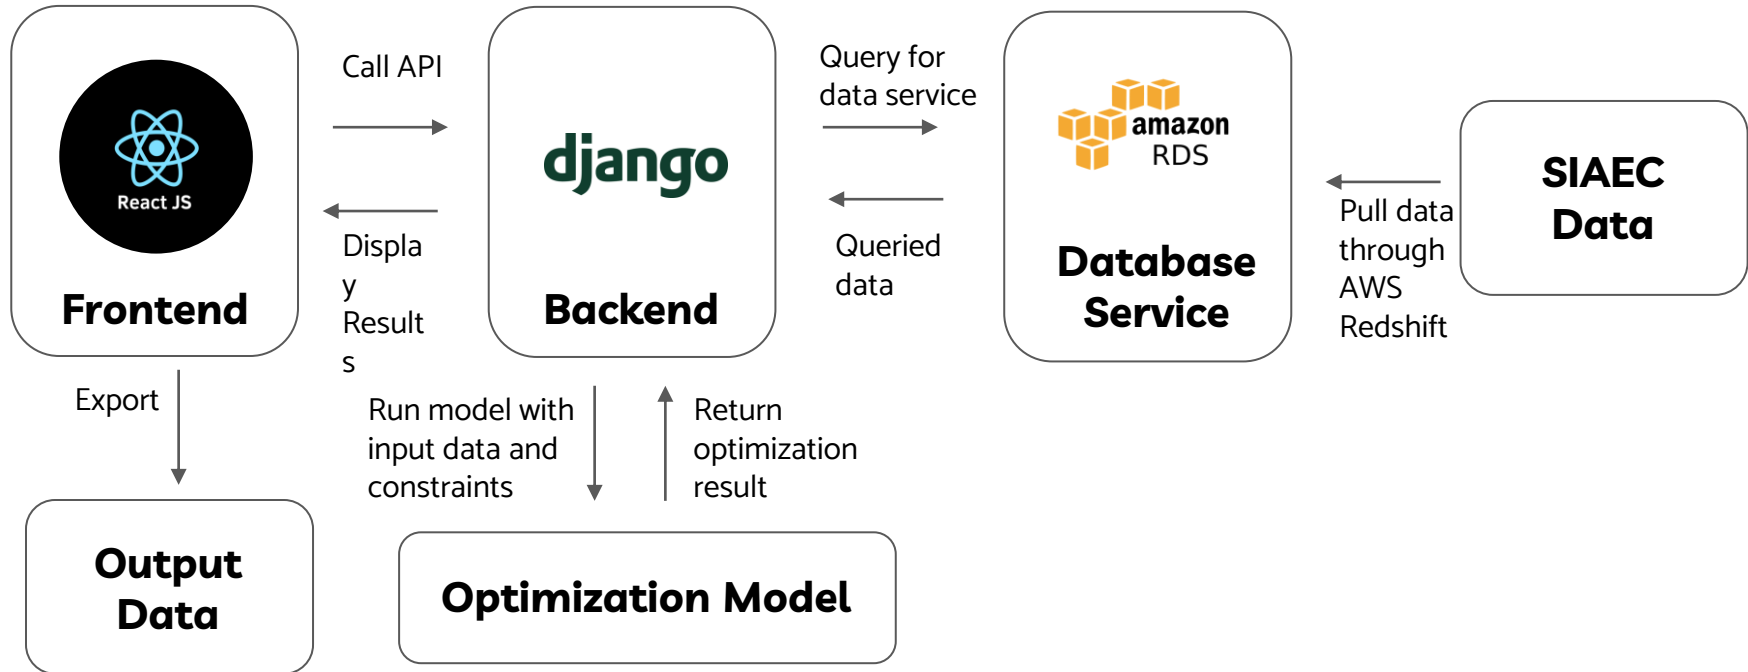 React JS
Frontend
Call API
Displa
y
Result
s
django
Backend
Query for
data service
Queried
data
amazon
RDS
Database
Service
Pull data
through
AWS
Redshift
SIAEC
Data
Export
Output
Data
Run model with
input data and
constraints
Return
optimization
result
Optimization Model